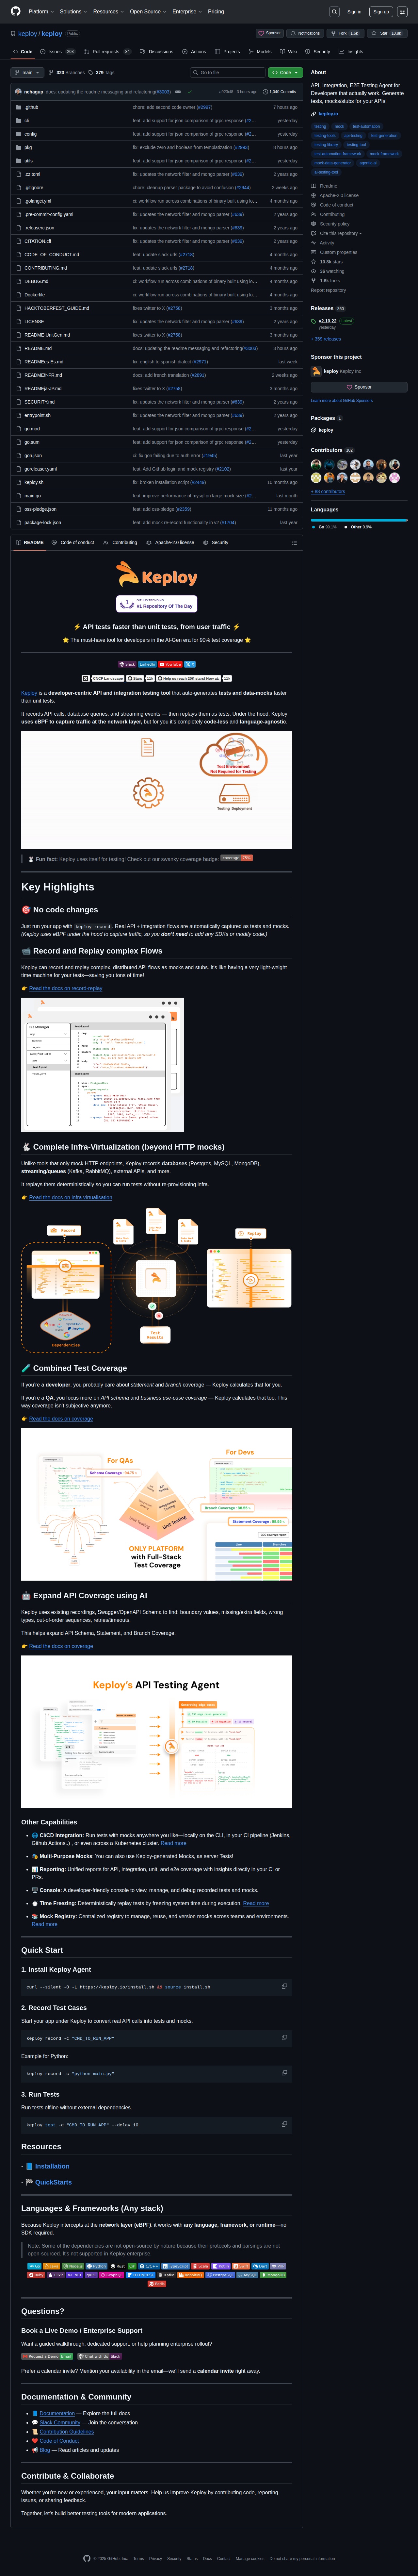 Platform
Solutions
Resources
Open Source
Enterprise
Pricing
Sign in
Sign up
keploy / keploy
Public
Sponsor
Notifications
Fork
Star
Code
Issues
Pull requests
Discussions
Actions
Projects
Models
Wiki
Security
Insights
main
323 Branches
379 Tags
Go to file
Code
nehagup docs: updating the readme messaging and refactoring(#3003)
5 hours ago
1,040 Commits
.github
chore: add second code owner (#2997)
7 hours ago
cli
feat: add support for json comparison of grpc response
yesterday
config
feat: add support for json comparison of grpc response
yesterday
pkg
fix: exclude zero and boolean from templatization (#2993)
8 hours ago
utils
feat: add support for json comparison of grpc response
yesterday
.cz.toml
fix: updates the network filter and mongo parser (#639)
2 years ago
.gitignore
chore: cleanup parser package to avoid confusion (#2944)
2 weeks ago
.golangci.yml
ci: workflow run across combinations of binary built using lo...
2 weeks ago
.pre-commit-config.yaml
fix: updates the network filter and mongo parser (#639)
2 years ago
.releaserc.json
fix: updates the network filter and mongo parser (#639)
2 years ago
CITATION.cff
fix: updates the network filter and mongo parser (#639)
2 years ago
CODE_OF_CONDUCT.md
feat: update slack urls (#2718)
4 months ago
CONTRIBUTING.md
feat: update slack urls (#2718)
4 months ago
DEBUG.md
ci: workflow run across combinations of binary built using lo...
2 weeks ago
Dockerfile
ci: workflow run across combinations of binary built using lo...
2 weeks ago
HACKTOBERFEST_GUIDE.md
fixes twitter to X (#2756)
3 months ago
LICENSE
fix: updates the network filter and mongo parser (#639)
2 years ago
README-UnitGen.md
fixes twitter to X (#2756)
3 months ago
README.md
docs: updating the readme messaging and refactoring(#3003)
5 hours ago
READMEes-Es.md
fix: english to spanish dialect (#2971)
last week
READMEfr-FR.md
docs: add french translation (#2891)
2 weeks ago
READMEja-JP.md
fixes twitter to X (#2756)
3 months ago
SECURITY.md
fix: updates the network filter and mongo parser (#639)
2 years ago
entrypoint.sh
fix: updates the network filter and mongo parser (#639)
2 years ago
go.mod
feat: add support for json comparison of grpc response
yesterday
go.sum
feat: add support for json comparison of grpc response
yesterday
gon.json
ci: fix gon failing due to auth error (#1945)
last year
goreleaser.yaml
feat: Add Github login and mock registry (#2102)
last year
keploy.sh
fix: broken installation script (#2449)
10 months ago
main.go
feat: improve performance of mysql on large mock size
last month
oss-pledge.json
feat: add oss pledge (#2359)
11 months ago
package-lock.json
feat: add mock re-record functionality in v2 (#1704)
last year
README
Code of conduct
Contributing
Apache-2.0 license
Security
Keploy
GITHUB TRENDING
#1 Repository Of The Day
⚡ API tests faster than unit tests, from user traffic ⚡
🌟 The must-have tool for developers in the AI-Gen era for 90% test coverage 🌟
Slack
LinkedIn
YouTube
X
CNCF Landscape
Stars
Help us reach 20K stars! Now at:
Keploy is a developer-centric API and integration testing tool that auto-generates tests and data-mocks faster
than unit tests.
It records API calls, database queries, and streaming events — then replays them as tests. Under the hood, Keploy
uses eBPF to capture traffic at the network layer, but for you it's completely code-less and language-agnostic.
Test Environment
Not Required for Testing
Testing Deployment
🐰 Fun fact: Keploy uses itself for testing! Check out our swanky coverage badge:
coverage
Key Highlights
🎯 No code changes
Just run your app with keploy record. Real API + integration flows are automatically captured as tests and mocks.
(Keploy uses eBPF under the hood to capture traffic, so you don't need to add any SDKs or modify code.)
📹 Record and Replay complex Flows
Keploy can record and replay complex, distributed API flows as mocks and stubs. It's like having a very light-weight
time machine for your tests—saving you tons of time!
👉 Read the docs on record-replay
🐇 Complete Infra-Virtualization (beyond HTTP mocks)
Unlike tools that only mock HTTP endpoints, Keploy records databases (Postgres, MySQL, MongoDB),
streaming/queues (Kafka, RabbitMQ), external APIs, and more.
It replays them deterministically so you can run tests without re-provisioning infra.
👉 Read the docs on infra virtualisation
Record
Keploy
Dependencies
Test
Results
🧪 Combined Test Coverage
If you're a developer, you probably care about statement and branch coverage — Keploy calculates that for you.
If you're a QA, you focus more on API schema and business use-case coverage — Keploy calculates that too. This
way coverage isn't subjective anymore.
👉 Read the docs on coverage
For QAs
For Devs
ONLY PLATFORM
with Full-Stack
Test Coverage
🤖 Expand API Coverage using AI
Keploy uses existing recordings, Swagger/OpenAPI Schema to find: boundary values, missing/extra fields, wrong
types, out-of-order sequences, retries/timeouts.
This helps expand API Schema, Statement, and Branch Coverage.
👉 Read the docs on coverage
Keploy's API Testing Agent
Other Capabilities
🌐 CI/CD Integration: Run tests with mocks anywhere you like—locally on the CLI, in your CI pipeline (Jenkins,
Github Actions..) , or even across a Kubernetes cluster. Read more
🎭 Multi-Purpose Mocks: You can also use Keploy-generated Mocks, as server Tests!
📊 Reporting: Unified reports for API, integration, unit, and e2e coverage with insights directly in your CI or
PRs.
🖥️ Console: A developer-friendly console to view, manage, and debug recorded tests and mocks.
⏱️ Time Freezing: Deterministically replay tests by freezing system time during execution. Read more
📚 Mock Registry: Centralized registry to manage, reuse, and version mocks across teams and environments.
Read more
Quick Start
1. Install Keploy Agent
curl --silent -O -L https://keploy.io/install.sh && source install.sh
2. Record Test Cases
Start your app under Keploy to convert real API calls into tests and mocks.
keploy record -c "CMD_TO_RUN_APP"
Example for Python:
keploy record -c "python main.py"
3. Run Tests
Run tests offline without external dependencies.
keploy test -c "CMD_TO_RUN_APP" --delay 10
Resources
- 📘 Installation
- 🏁 QuickStarts
Languages & Frameworks (Any stack)
Because Keploy intercepts at the network layer (eBPF), it works with any language, framework, or runtime—no
SDK required.
Note: Some of the dependencies are not open-source by nature because their protocols and parsings are
not open-sourced. It's not supported in Keploy enterprise.
Questions?
Book a Live Demo / Enterprise Support
Want a guided walkthrough, dedicated support, or help planning enterprise rollout?
Request a Demo
Email
Chat with Us
Slack
Prefer a calendar invite? Mention your availability in the email—we'll send a calendar invite right away.
Documentation & Community
📘 Documentation — Explore the full docs
💬 Slack Community — Join the conversation
📜 Contribution Guidelines
❤️ Code of Conduct
📢 Blog — Read articles and updates
Contribute & Collaborate
Whether you're new or experienced, your input matters. Help us improve Keploy by contributing code, reporting
issues, or sharing feedback.
Together, let's build better testing tools for modern applications.
About
API, Integration, E2E Testing Agent for
Developers that actually work. Generate
tests, mocks/stubs for your APIs!
keploy.io
testing
mock
test-automation
testing-tools
api-testing
test-generation
testing-library
testing-tool
test-automation-framework
mock-framework
mock-data-generator
agentic-ai
ai-testing-tool
Readme
Apache-2.0 license
Code of conduct
Contributing
Security policy
Cite this repository
Activity
Custom properties
10.8k stars
36 watching
1.6k forks
Report repository
Releases 360
v2.10.22 Latest
yesterday
+ 359 releases
Sponsor this project
keploy Keploy Inc
Sponsor
Learn more about GitHub Sponsors
Packages 1
keploy
Contributors 102
+ 88 contributors
Languages
Go 99.1%
Other 0.9%
© 2025 GitHub, Inc.
Terms
Privacy
Security
Status
Docs
Contact
Manage cookies
Do not share my personal information